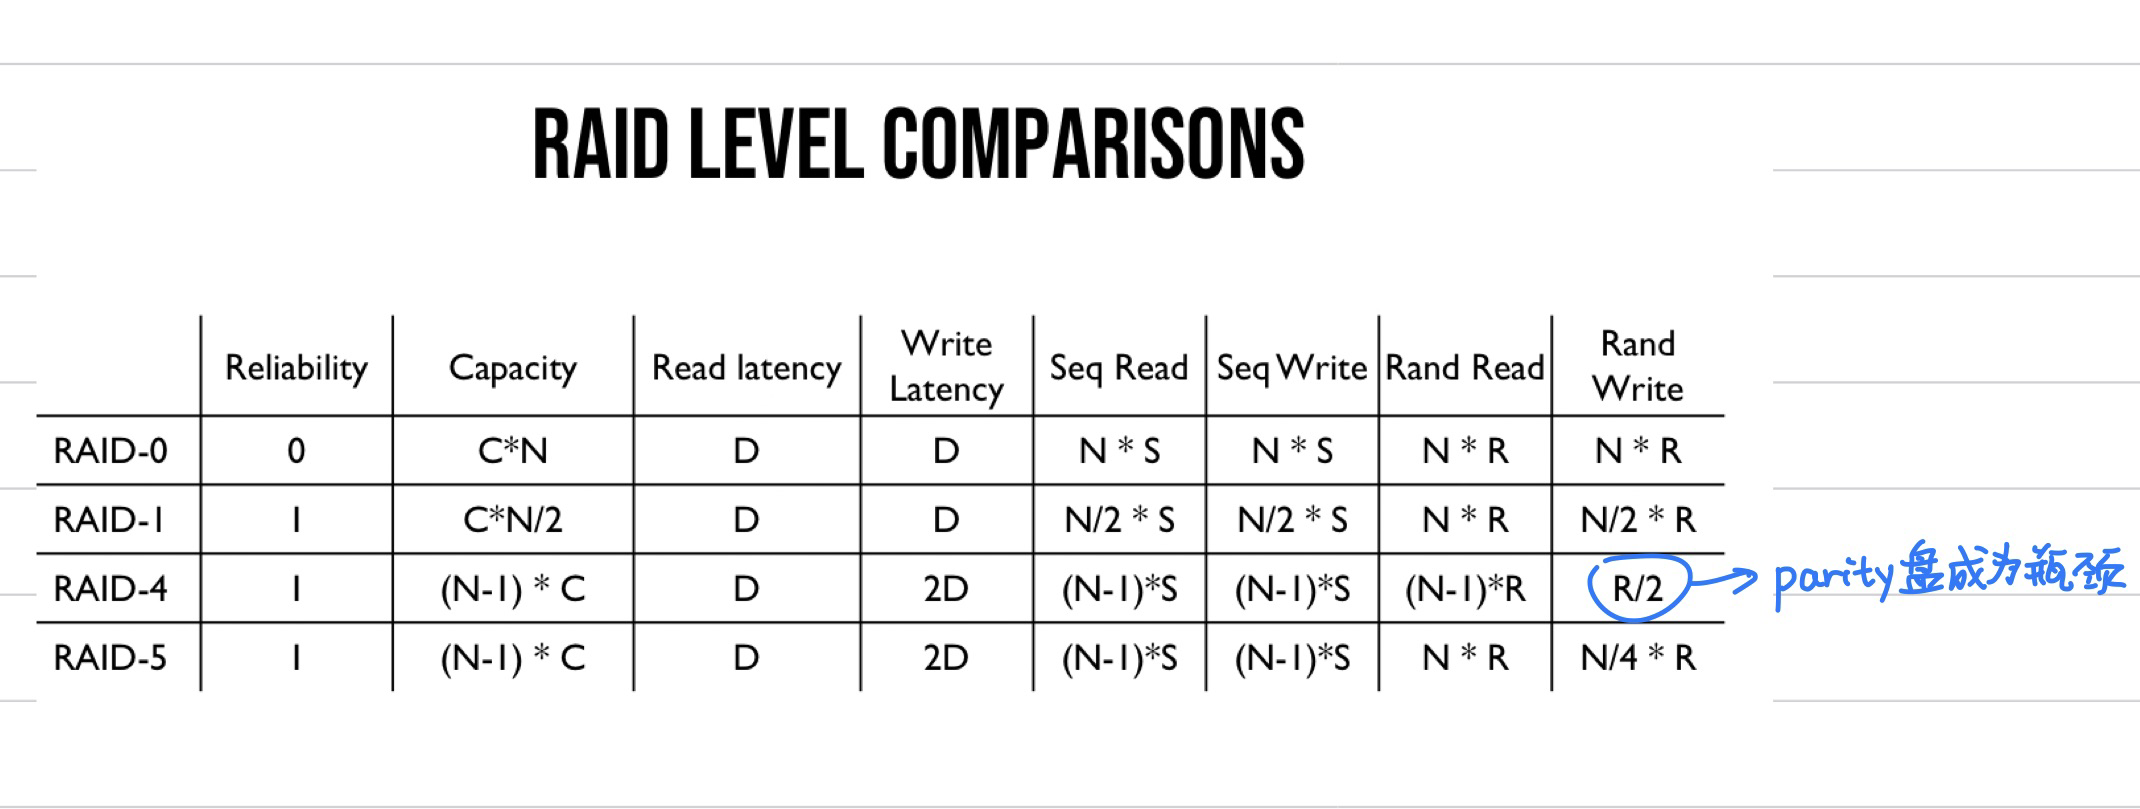 RAID LEVEL COMPARISONS
Reliability Capacity Read latency Write Latency Seq Read Seq Write Rand Read Rand Write
RAID-0 0 C*N D D N * S N * S N * R N * R
RAID-1 1 C*N/2 D D N/2 * S N/2 * S N * R N/2 * R
RAID-4 1 (N-1) * C D 2D (N-1)*S (N-1)*S (N-1)*R R/2 parity盘成为瓶颈
RAID-5 1 (N-1) * C D 2D (N-1)*S (N-1)*S N * R N/4 * R